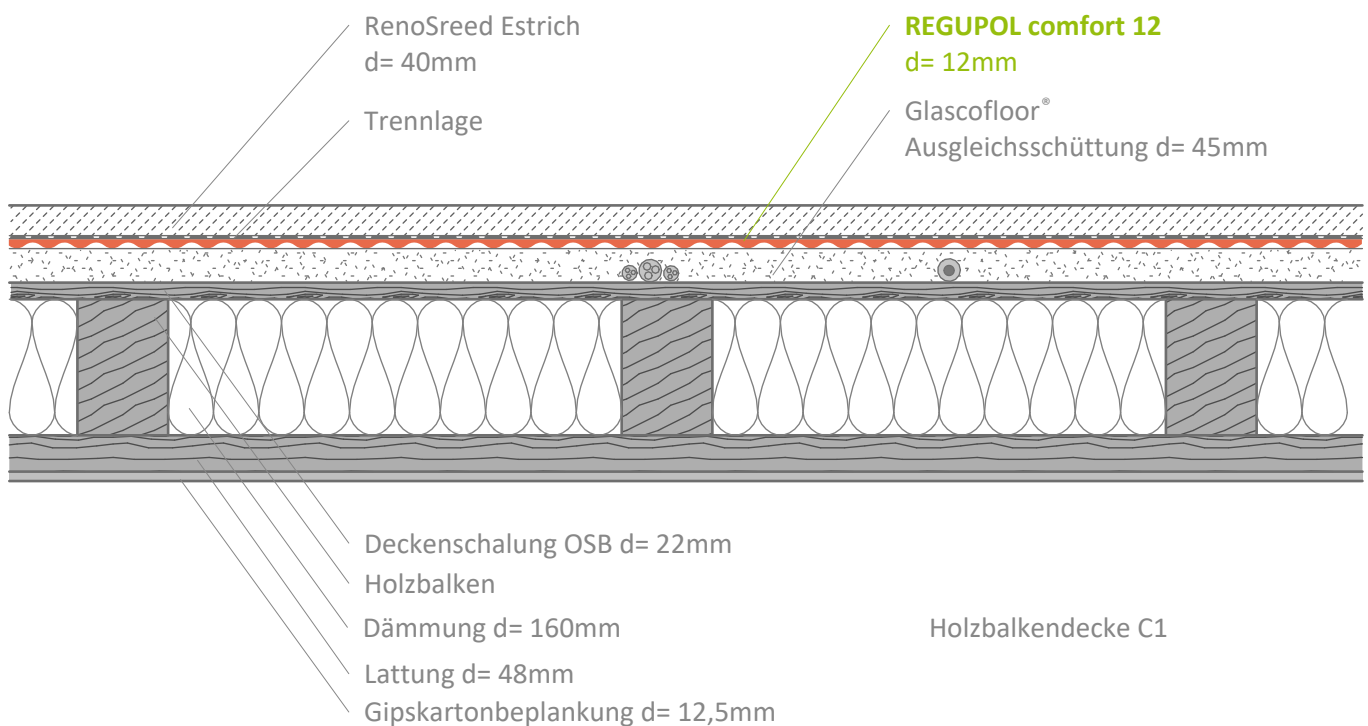 RenoSreed Estrich
d= 40mm
Trennlage
REGUPOL comfort 12
d= 12mm
Glascofloor®
Ausgleichsschüttung d= 45mm
Deckenschalung OSB d= 22mm
Holzbalken
Dämmung d= 160mm
Lattung d= 48mm
Gipskartonbeplankung d= 12,5mm
Holzbalkendecke C1